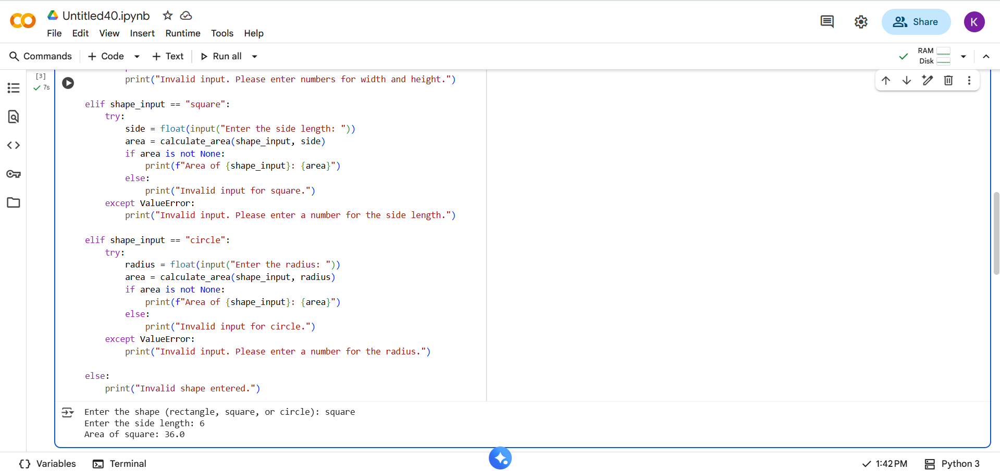 Untitled40.ipynb
File Edit View Insert Runtime Tools Help
Share
K
Commands + Code + Text Run all
RAM
Disk
[3]
7s
print("Invalid input. Please enter numbers for width and height.")
elif shape_input == "square":
try:
side = float(input("Enter the side length: "))
area = calculate_area(shape_input, side)
if area is not None:
print(f"Area of {shape_input}: {area}")
else:
print("Invalid input for square.")
except ValueError:
print("Invalid input. Please enter a number for the side length.")
elif shape_input == "circle":
try:
radius = float(input("Enter the radius: "))
area = calculate_area(shape_input, radius)
if area is not None:
print(f"Area of {shape_input}: {area}")
else:
print("Invalid input for circle.")
except ValueError:
print("Invalid input. Please enter a number for the radius.")
else:
print("Invalid shape entered.")
Enter the shape (rectangle, square, or circle): square
Enter the side length: 6
Area of square: 36.0
Variables Terminal
1:42 PM Python 3